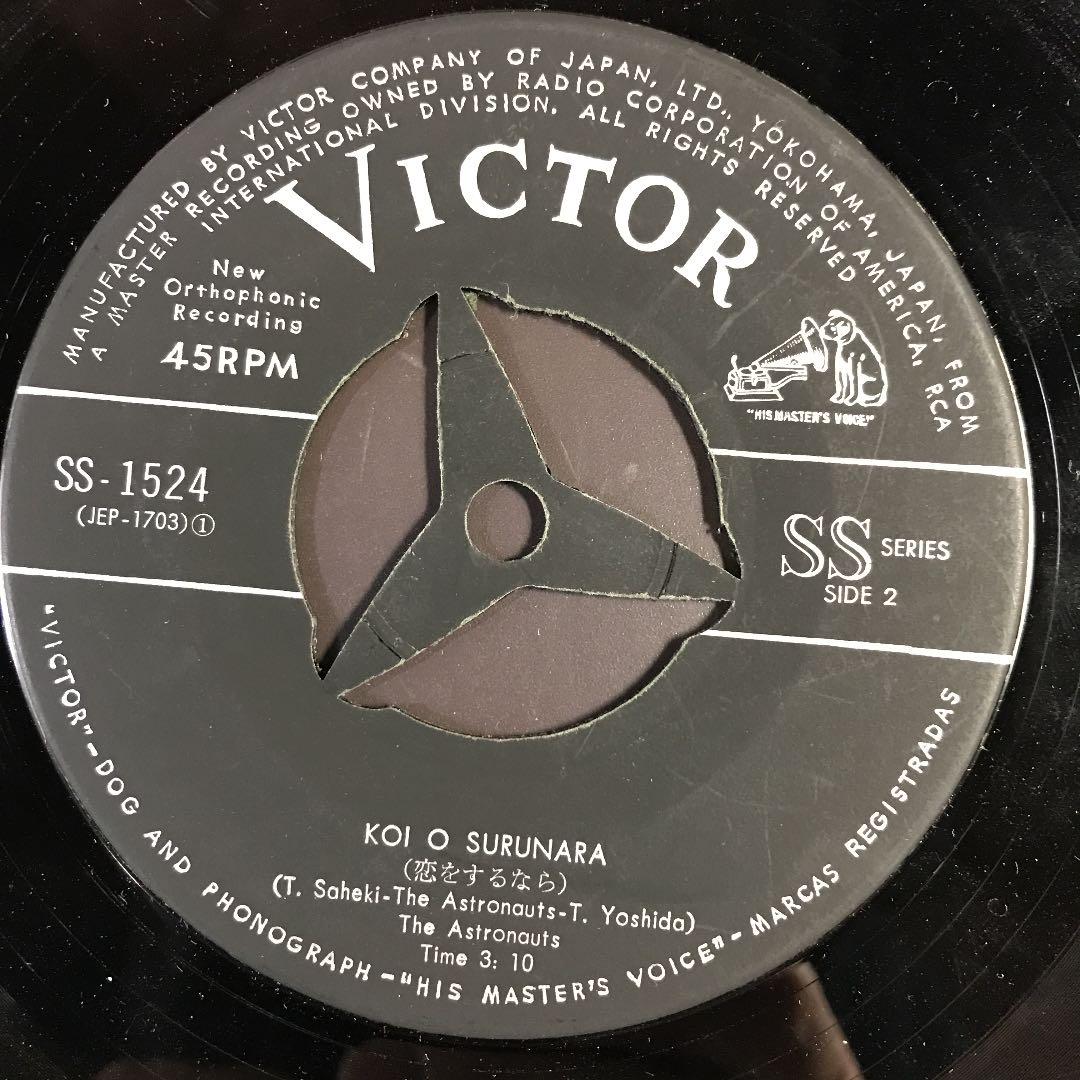 MANUFACTURED BY VICTOR COMPANY OF JAPAN, LTD., YOKOHAMA, JAPAN, FROM
A MASTER RECORDING OWNED BY RADIO CORPORATION OF AMERICA, RCA
INTERNATIONAL DIVISION. ALL RIGHTS RESERVED
VICTOR
New
Orthophonic
Recording
45RPM
"HIS MASTER'S VOICE"
SS-1524
(JEP-1703)①
SS SERIES
SIDE 2
KOI O SURUNARA
(恋をするなら)
(T. Saheki-The Astronauts-T. Yoshida)
The Astronauts
Time 3: 10
"VICTOR"-DOG AND PHONOGRAPH-"HIS MASTER'S VOICE"-MARCAS REGISTRADAS